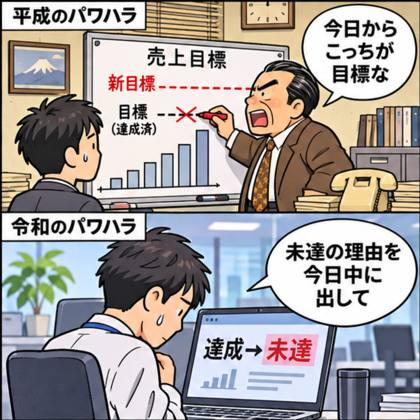 平成のパワハラ
売上目標
新目標
目標
(達成済)
今日から
こっちが
目標な
令和のパワハラ
未達の理由を
今日中に
出して
達成→未達